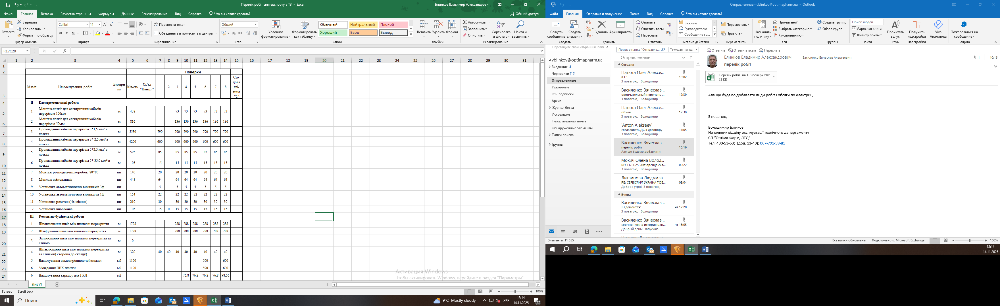 Перелік робіт для експорту в ТЗ - Excel
Блинков Владимир Александрович
Файл Главная Вставка Разметка страницы Формулы Данные Рецензирование Вид Справка Что вы хотите сделать? Общий доступ
Вставить
Вырезать
Копировать
Формат по образцу
Буфер обмена
Calibri 11
Ж К Ч
Шрифт
Перенести текст
Объединить и поместить в центре
Выравнивание
Общий
% 000
Число
Условное форматирование
Форматировать как таблицу
Обычный Нейтральный Плохой
Хороший Ввод Вывод
Стили
Вставить Удалить Формат
Ячейки
Автосумма
Заполнить
Очистить
Сортировка и фильтр
Найти и выделить
Редактирование
R17C20
1 2 3 4 5 6 7 8 9 10 11 12 13 14 15 16 17 18 19 20 21 22 23 24 25 26 27 28 29 30 31
1
2 Поверхи
3 № п/п Найменування робіт Вимірник Кіл-сть Сх/кл "Центр." 1 2 3 4 5 6 7 8 Схо-дова клі-тина "2"
4 II Електромонтажні роботи
5 1 Монтаж лотків для електричних кабелів перерізом 100мм м 438 73 73 73 73 73 73
6 2 Монтаж лотків для електричних кабелів перерізом 50мм м 816 136 136 136 136 136 136
7 3 Прокладання кабелів перерізом 3*1,5 мм² в лотках м 5530 790 790 790 790 790 790 790
8 4 Прокладання кабелів перерізом 3* 2,5 мм² в лотках м 4200 600 600 600 600 600 600 600
9 5 Прокладання кабелів перерізом 5*2,5 мм² в лотках м 595 85 85 85 85 85 85 85
10 6 Прокладання кабелів перерізом 5* 35,0 мм² в лотках м 105 15 15 15 15 15 15 15
11 7 Монтаж розподільчих коробок 80*80 шт 140 20 20 20 20 20 20 20
12 8 Монтаж світильників шт 448 64 64 64 64 64 64 64
13 9 Установка автоматичичних вимикачів 3ф шт 5 5 5 5 5 5 5
14 10 Установка автоматичичних вимикачів 1ф шт 154 22 22 22 22 22 22 22
15 11 Установка розеток ( 4х-місних) шт 210 30 30 30 30 30 30 30
16 12 Установка вимикачів шт 105 15 0 15 15 15 15 15 15
17 III Ремонтно будівельні роботи
18 1 Шпаклювання швів між плитами перекриття м 1728 288 288 288 288 288 288
19 2 Шліфування швів між плитами перекриття м 1728 288 288 288 288 288 288
20 3 Запінювання швів між плитами перекриття та стіною м 0
21 4 Шпаклювання швів між плитами перекриття та стінами( сторона до складу) м 320 40 40 40 40 40 40 40 40
22 5 Влаштування самовирівнюючої стяжки м2 1190 590 600
23 6 Укладання ПВХ плитки м2 1190 590 600
24 6 Влаштування каркасу для ГКЛ м2 76,8 76,8 76,8 76,8 98,56
Активация Windows
Чтобы активировать Windows, перейдите в раздел "Параметры".
Лист1
Готово Scroll Lock 100%
Поиск
9°C Mostly cloudy
УКР
13:14
14.11.2025
22
Отправленные - vblinkov@optimapharm.ua - Outlook
Файл Главная Отправка и получение Папка Вид Справка Что вы хотите сделать?
Создать сообщение
Создать элемент
Создать
Удалить Архивировать
Удалить
Ответить
Ответить всем
Переслать
Ответить
Важные
Руководителю
Сообщение гр...
Быстрые действия
Переместить
Правила
Переместить
Назначить политику
Прочитано?
Выбрать категорию
К исполнению
Теги
Создать группу
Обзор групп
Группы
Поиск людей
Адресная книга
Фильтр почты
Найти
Прочитать вслух
Речь
Получить надстройки
Надстройки
Viva Аналитика
Пожаловаться на сообщение
Защита
Перетащите свои избранные папк
vblinkov@optimapharm.ua
Входящие 4
Черновики [15]
Отправленные
Удаленные
RSS-подписки
Архив
Журнал бесед
Исходящие
Нежелательная почта
Обнаруженные элементы
Папки поиска
Группы
Поиск в папке "Отправле... Текущая папка
Отправленные
Сегодня
Патюта Олег Алексе...
в ТЗ 13:02
З повагою, Володимир
Василенко Вячеслав ...
окончательный перечень ... 12:39
З повагою, Володимир
Патюта Олег Алексе...
объём 12:38
З повагою, Володимир
'Anton Alekseev'
согласовать ДС к договору 11:05
З повагою, Володимир
Василенко Вячеслав ...
перелік робіт 10:16
Але ще будемо добавляти
Мокич Олена Волод...
RE: 11.11.25 Акт оренда скл... 09:22
З повагою, Володимир
Литвинова Людмила...
RE: СЕРВІСЛІФТ УКРАЇНА ТОВ... 09:04
Доброе утро! З повагою,
Вчера
Василенко Вячеслав ...
ТЗ демонтаж чт 17:20
З повагою, Володимир
Василенко Вячеслав ...
срочно нужна история цен... чт 15:05
Добрый день! Запускаю
Ответить Ответить всем Переслать
Блинков Владимир Александрович Василенко Вячеслав Алексеевич 1 10:16
перелік робіт
Перелік робіт на 1-8 поверх.xlsx
21 КВ
Але ще будемо добавляти види робіт і обсяги по електриці
З повагою,
Володимир Блінков
Начальник відділу експлуатації технічного департаменту
СП “Оптіма-Фарм, ЛТД”
Тел. 490-53-53; (дод. 13-49); 067-791-58-81
Элементы: 11 555
Все папки обновлены. Подключено к: Microsoft Exchange 100%
13:14
14.11.2025